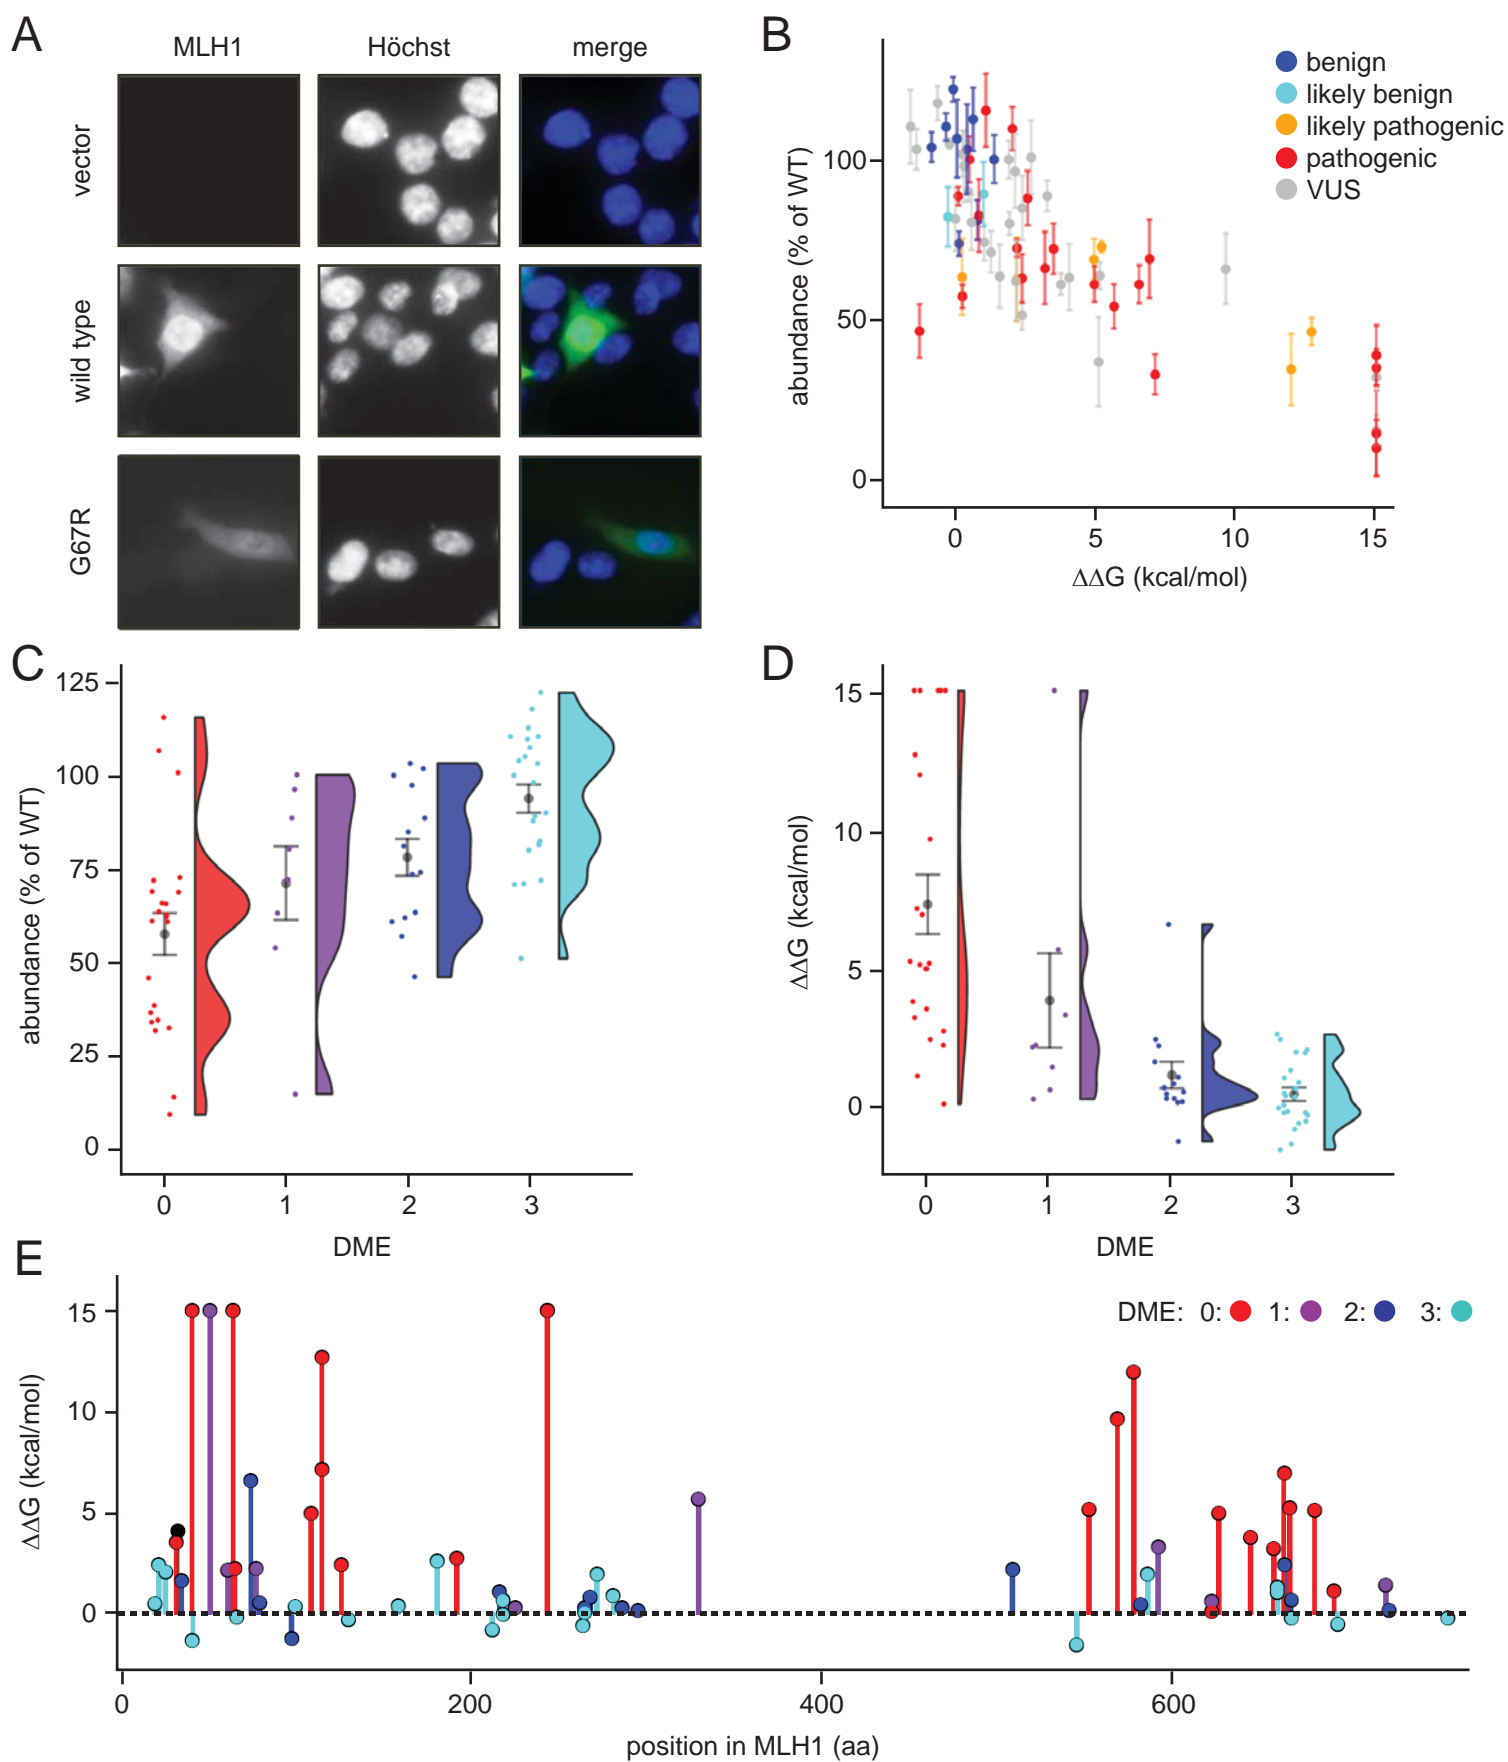 A
MLH1 Höchst merge
vector
wild type
G67R
B
abundance (% of WT)
100
50
0
0 5 10 15
ΔΔG (kcal/mol)
benign
likely benign
likely pathogenic
pathogenic
VUS
C
abundance (% of WT)
125
100
75
50
25
0
0 1 2 3
DME
D
ΔΔG (kcal/mol)
15
10
5
0
0 1 2 3
DME
E
ΔΔG (kcal/mol)
15
10
5
0
DME: 0: 1: 2: 3:
0 200 400 600
position in MLH1 (aa)